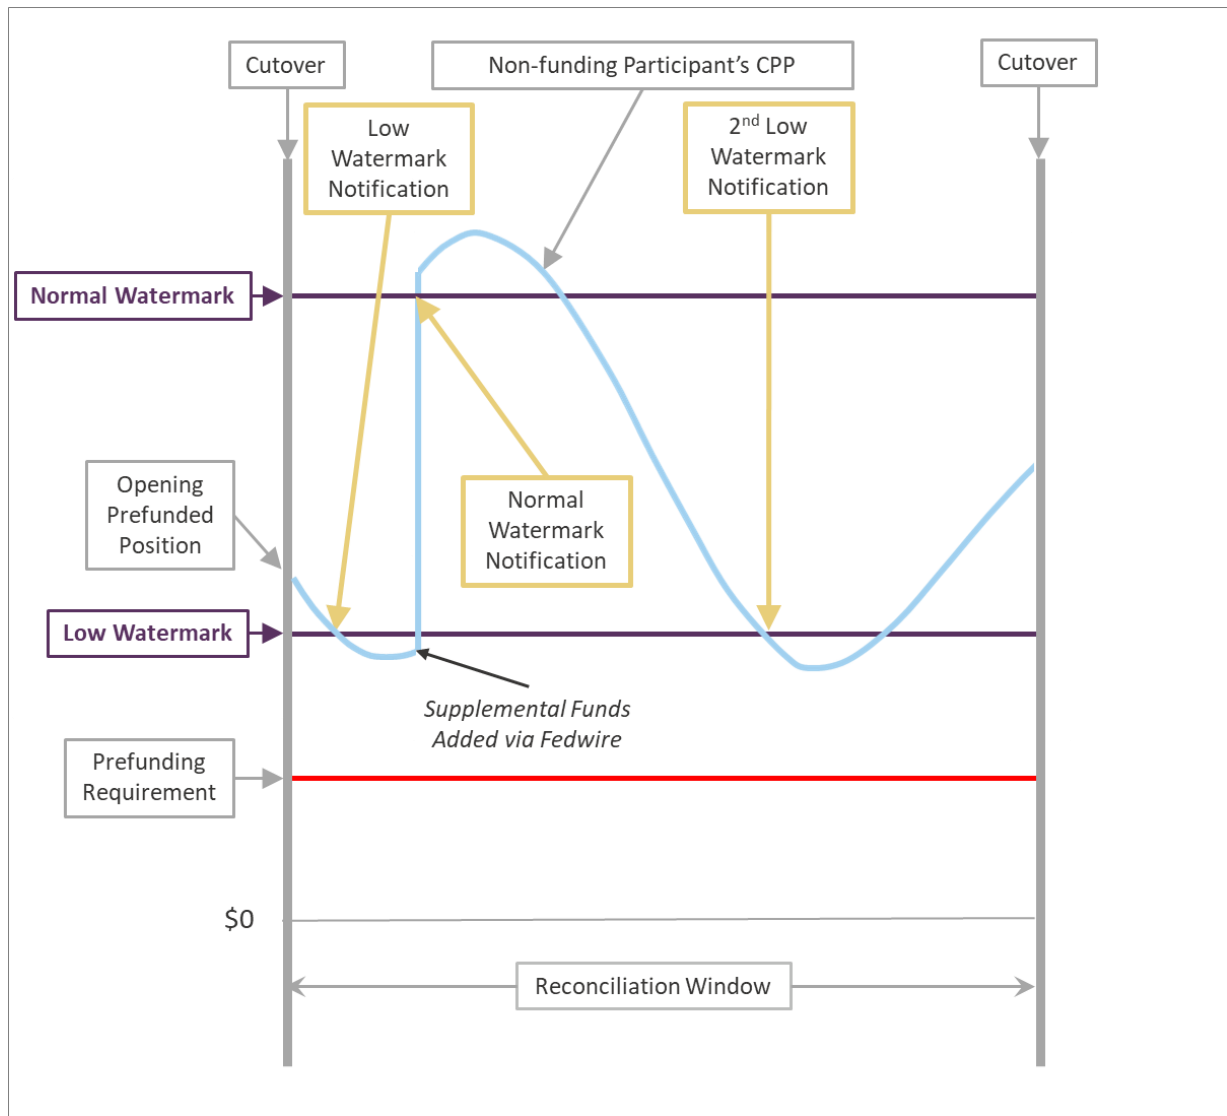 Cutover
Non-funding Participant's CPP
Cutover
Low
Watermark
Notification
2nd Low
Watermark
Notification
Normal Watermark
Opening
Prefunded
Position
Normal
Watermark
Notification
Low Watermark
Supplemental Funds
Added via Fedwire
Prefunding
Requirement
$0
Reconciliation Window